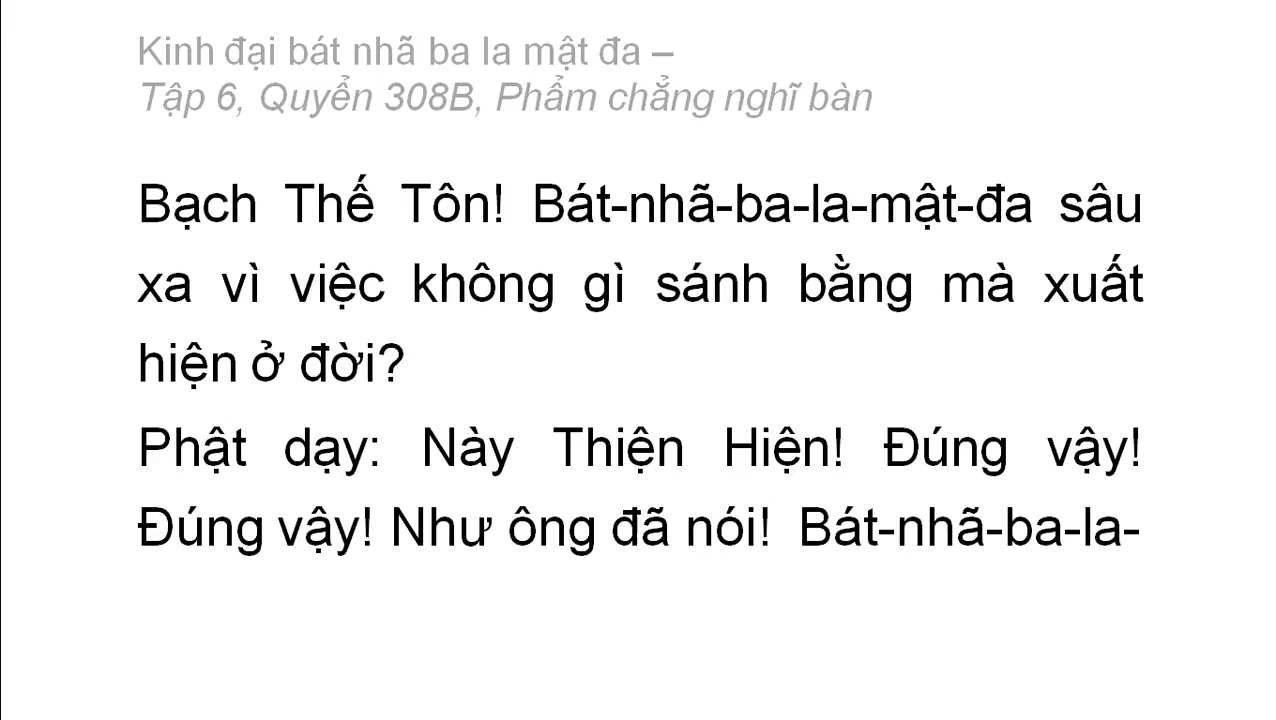 Kinh đại bát nhã ba la mật đa –
Tập 6, Quyển 308B, Phẩm chẳng nghĩ bàn
Bạch Thế Tôn! Bát-nhã-ba-la-mật-đa sâu
xa vì việc không gì sánh bằng mà xuất
hiện ở đời?
Phật dạy: Này Thiện Hiện! Đúng vậy!
Đúng vậy! Như ông đã nói! Bát-nhã-ba-la-